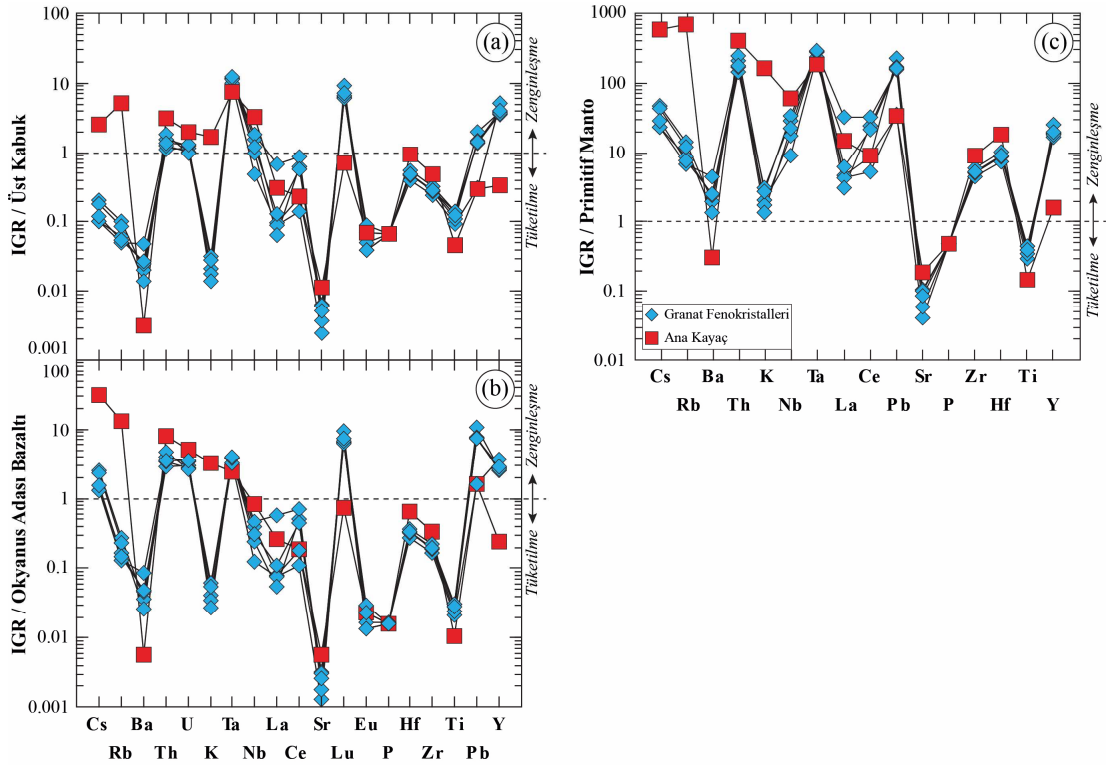 (a)
100
10
1
0.1
0.01
0.001
IGR / Üst Kabuk
Zenginleşme
Tüketilme
(b)
100
10
1
0.1
0.01
0.001
IGR / Okyanus Adası Bazaltı
Zenginleşme
Tüketilme
Cs Ba U Ta La Sr Eu Hf Ti Y
Rb Th K Nb Ce Lu P Zr Pb
(c)
1000
100
10
1
0.1
0.01
IGR / Primitif Manto
Zenginleşme
Tüketilme
Granat Fenokristalleri
Ana Kayaç
Cs Ba K Ta Ce Sr Zr Ti
Rb Th Nb La Pb P Hf Y